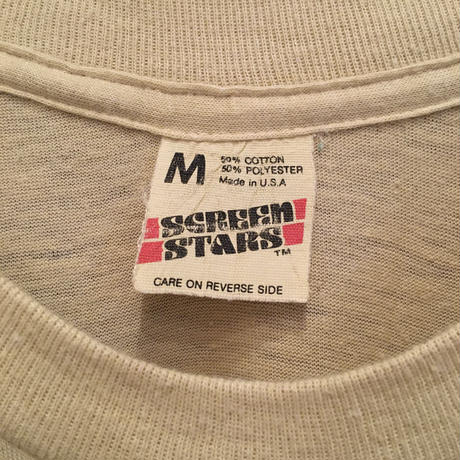 M
50% COTTON
50% POLYESTER
Made in U.S.A
SCREEN
STARS
TM
CARE ON REVERSE SIDE